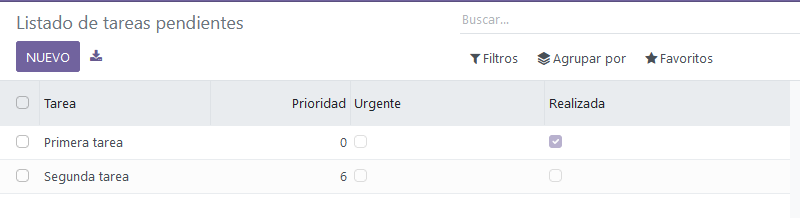 Listado de tareas pendientes
Buscar...
NUEVO
Filtros Agrupar por Favoritos
Tarea Prioridad Urgente Realizada
Primera tarea 0
Segunda tarea 6